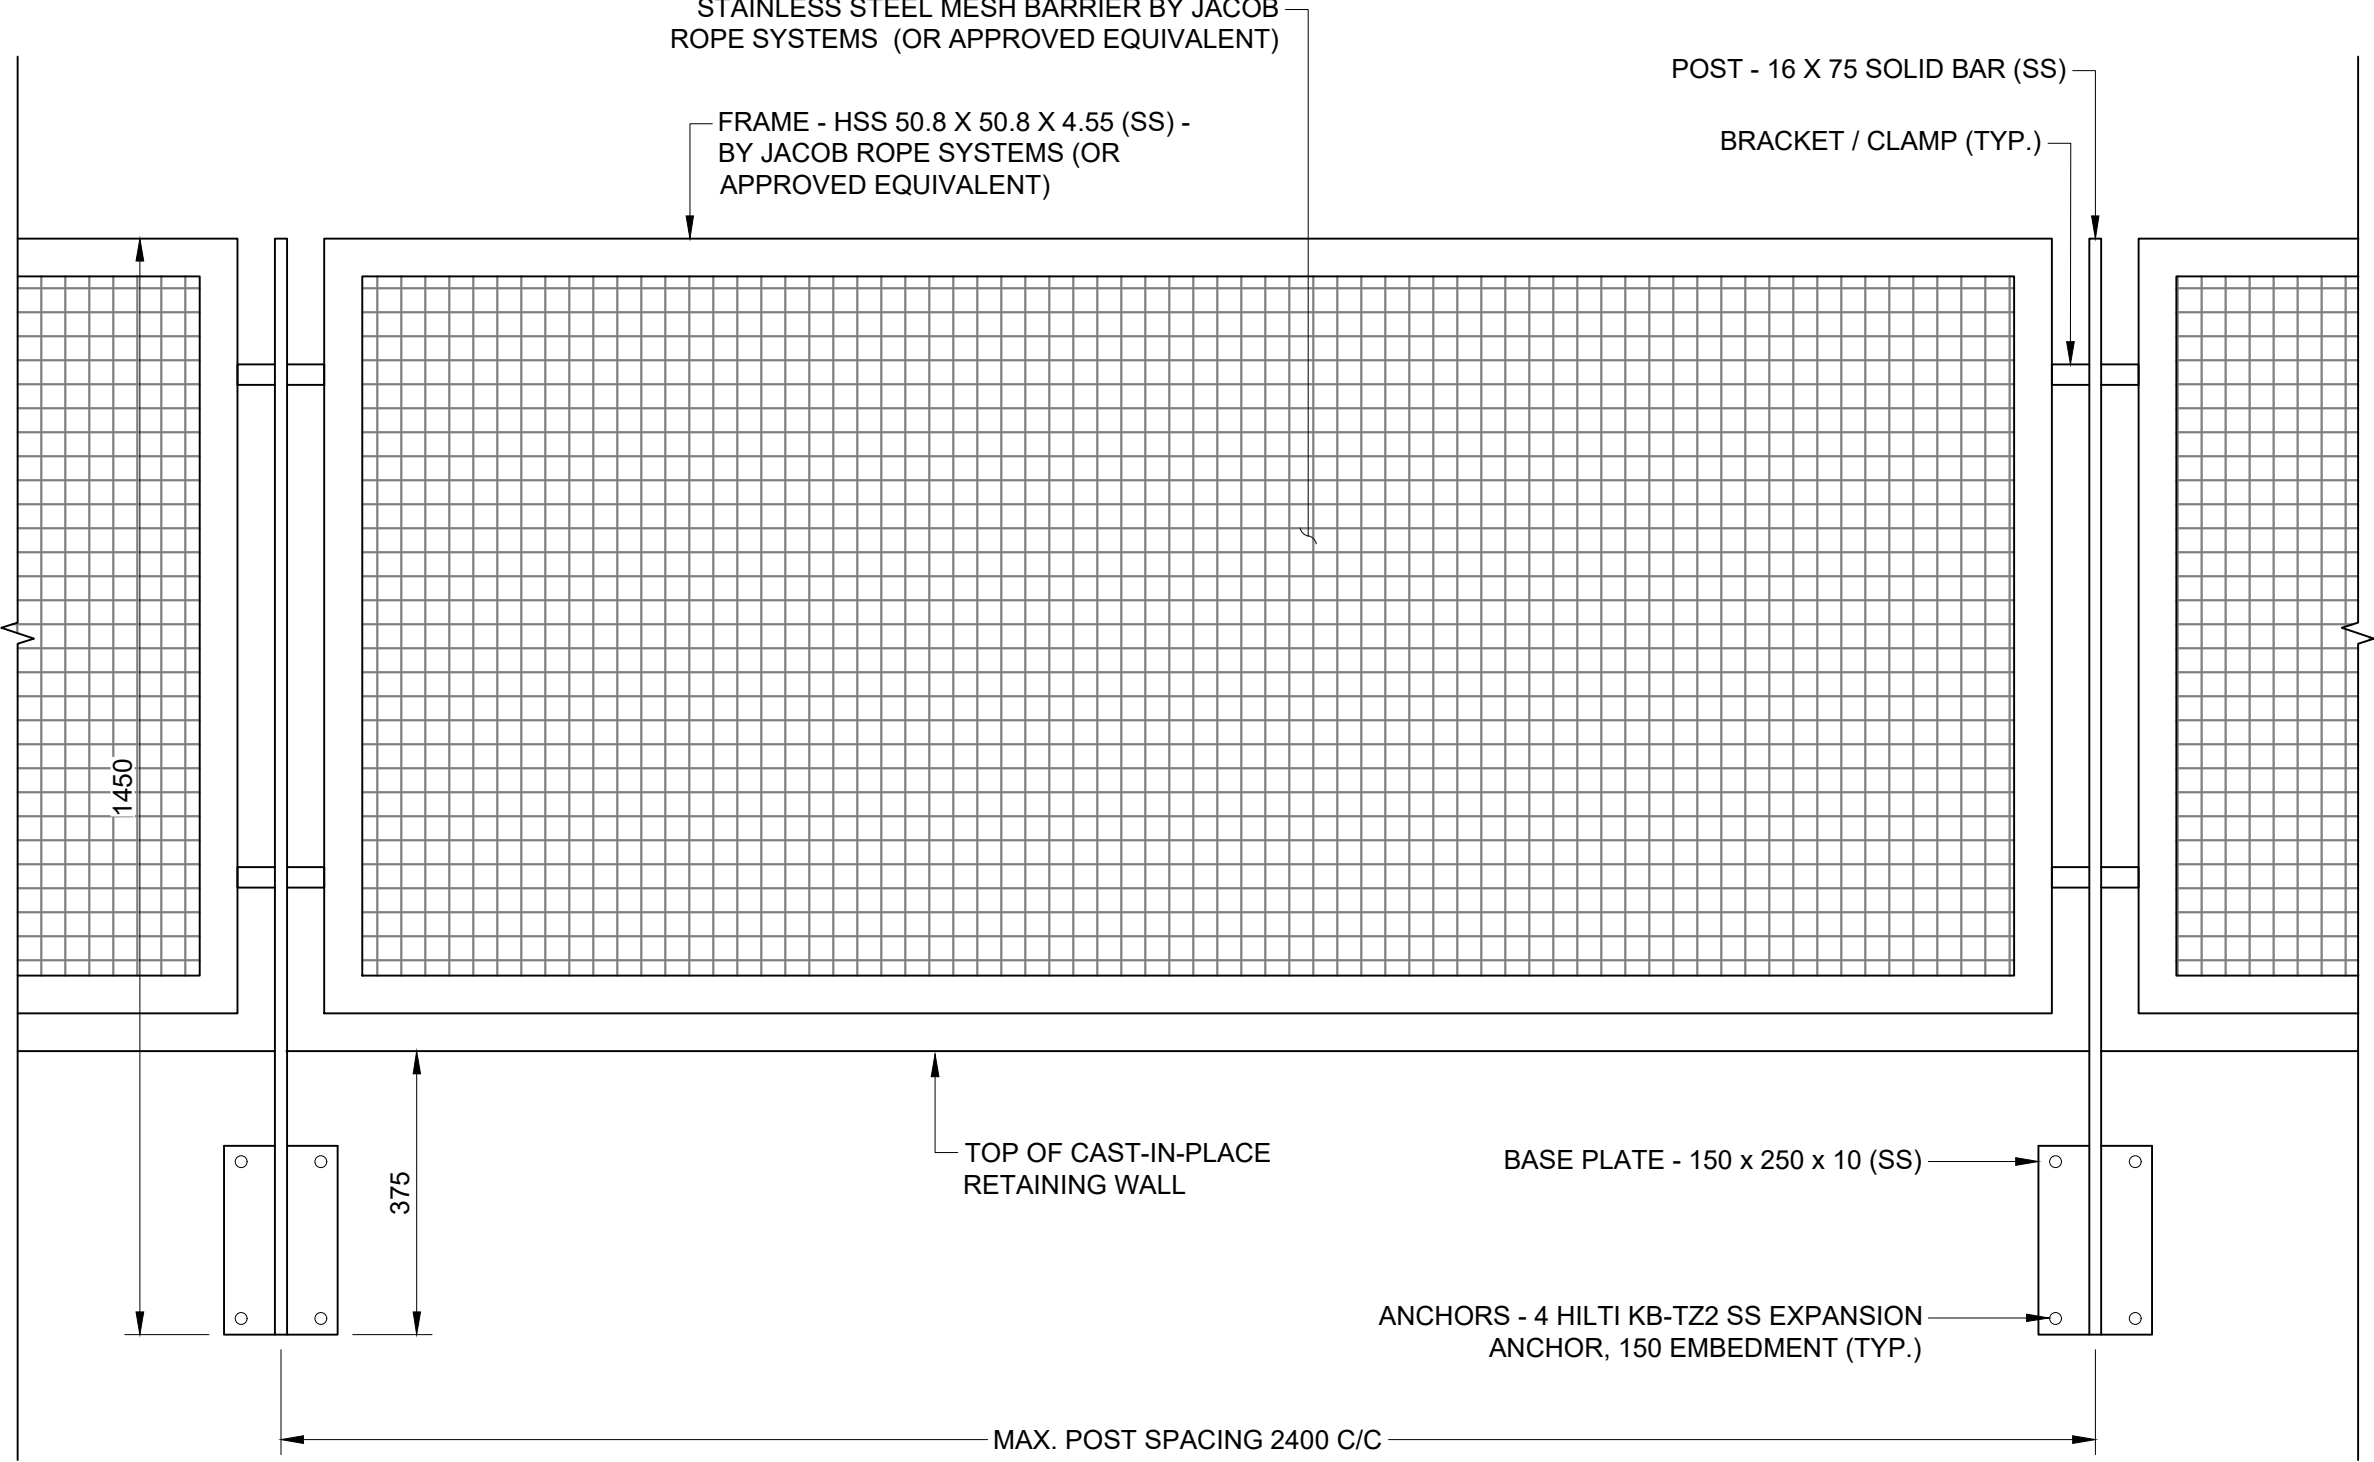 STAINLESS STEEL MESH BARRIER BY JACOB
ROPE SYSTEMS (OR APPROVED EQUIVALENT)
POST - 16 X 75 SOLID BAR (SS)
FRAME - HSS 50.8 X 50.8 X 4.55 (SS) -
BY JACOB ROPE SYSTEMS (OR
APPROVED EQUIVALENT)
BRACKET / CLAMP (TYP.)
1450
375
TOP OF CAST-IN-PLACE
RETAINING WALL
BASE PLATE - 150 x 250 x 10 (SS)
ANCHORS - 4 HILTI KB-TZ2 SS EXPANSION
ANCHOR, 150 EMBEDMENT (TYP.)
MAX. POST SPACING 2400 C/C